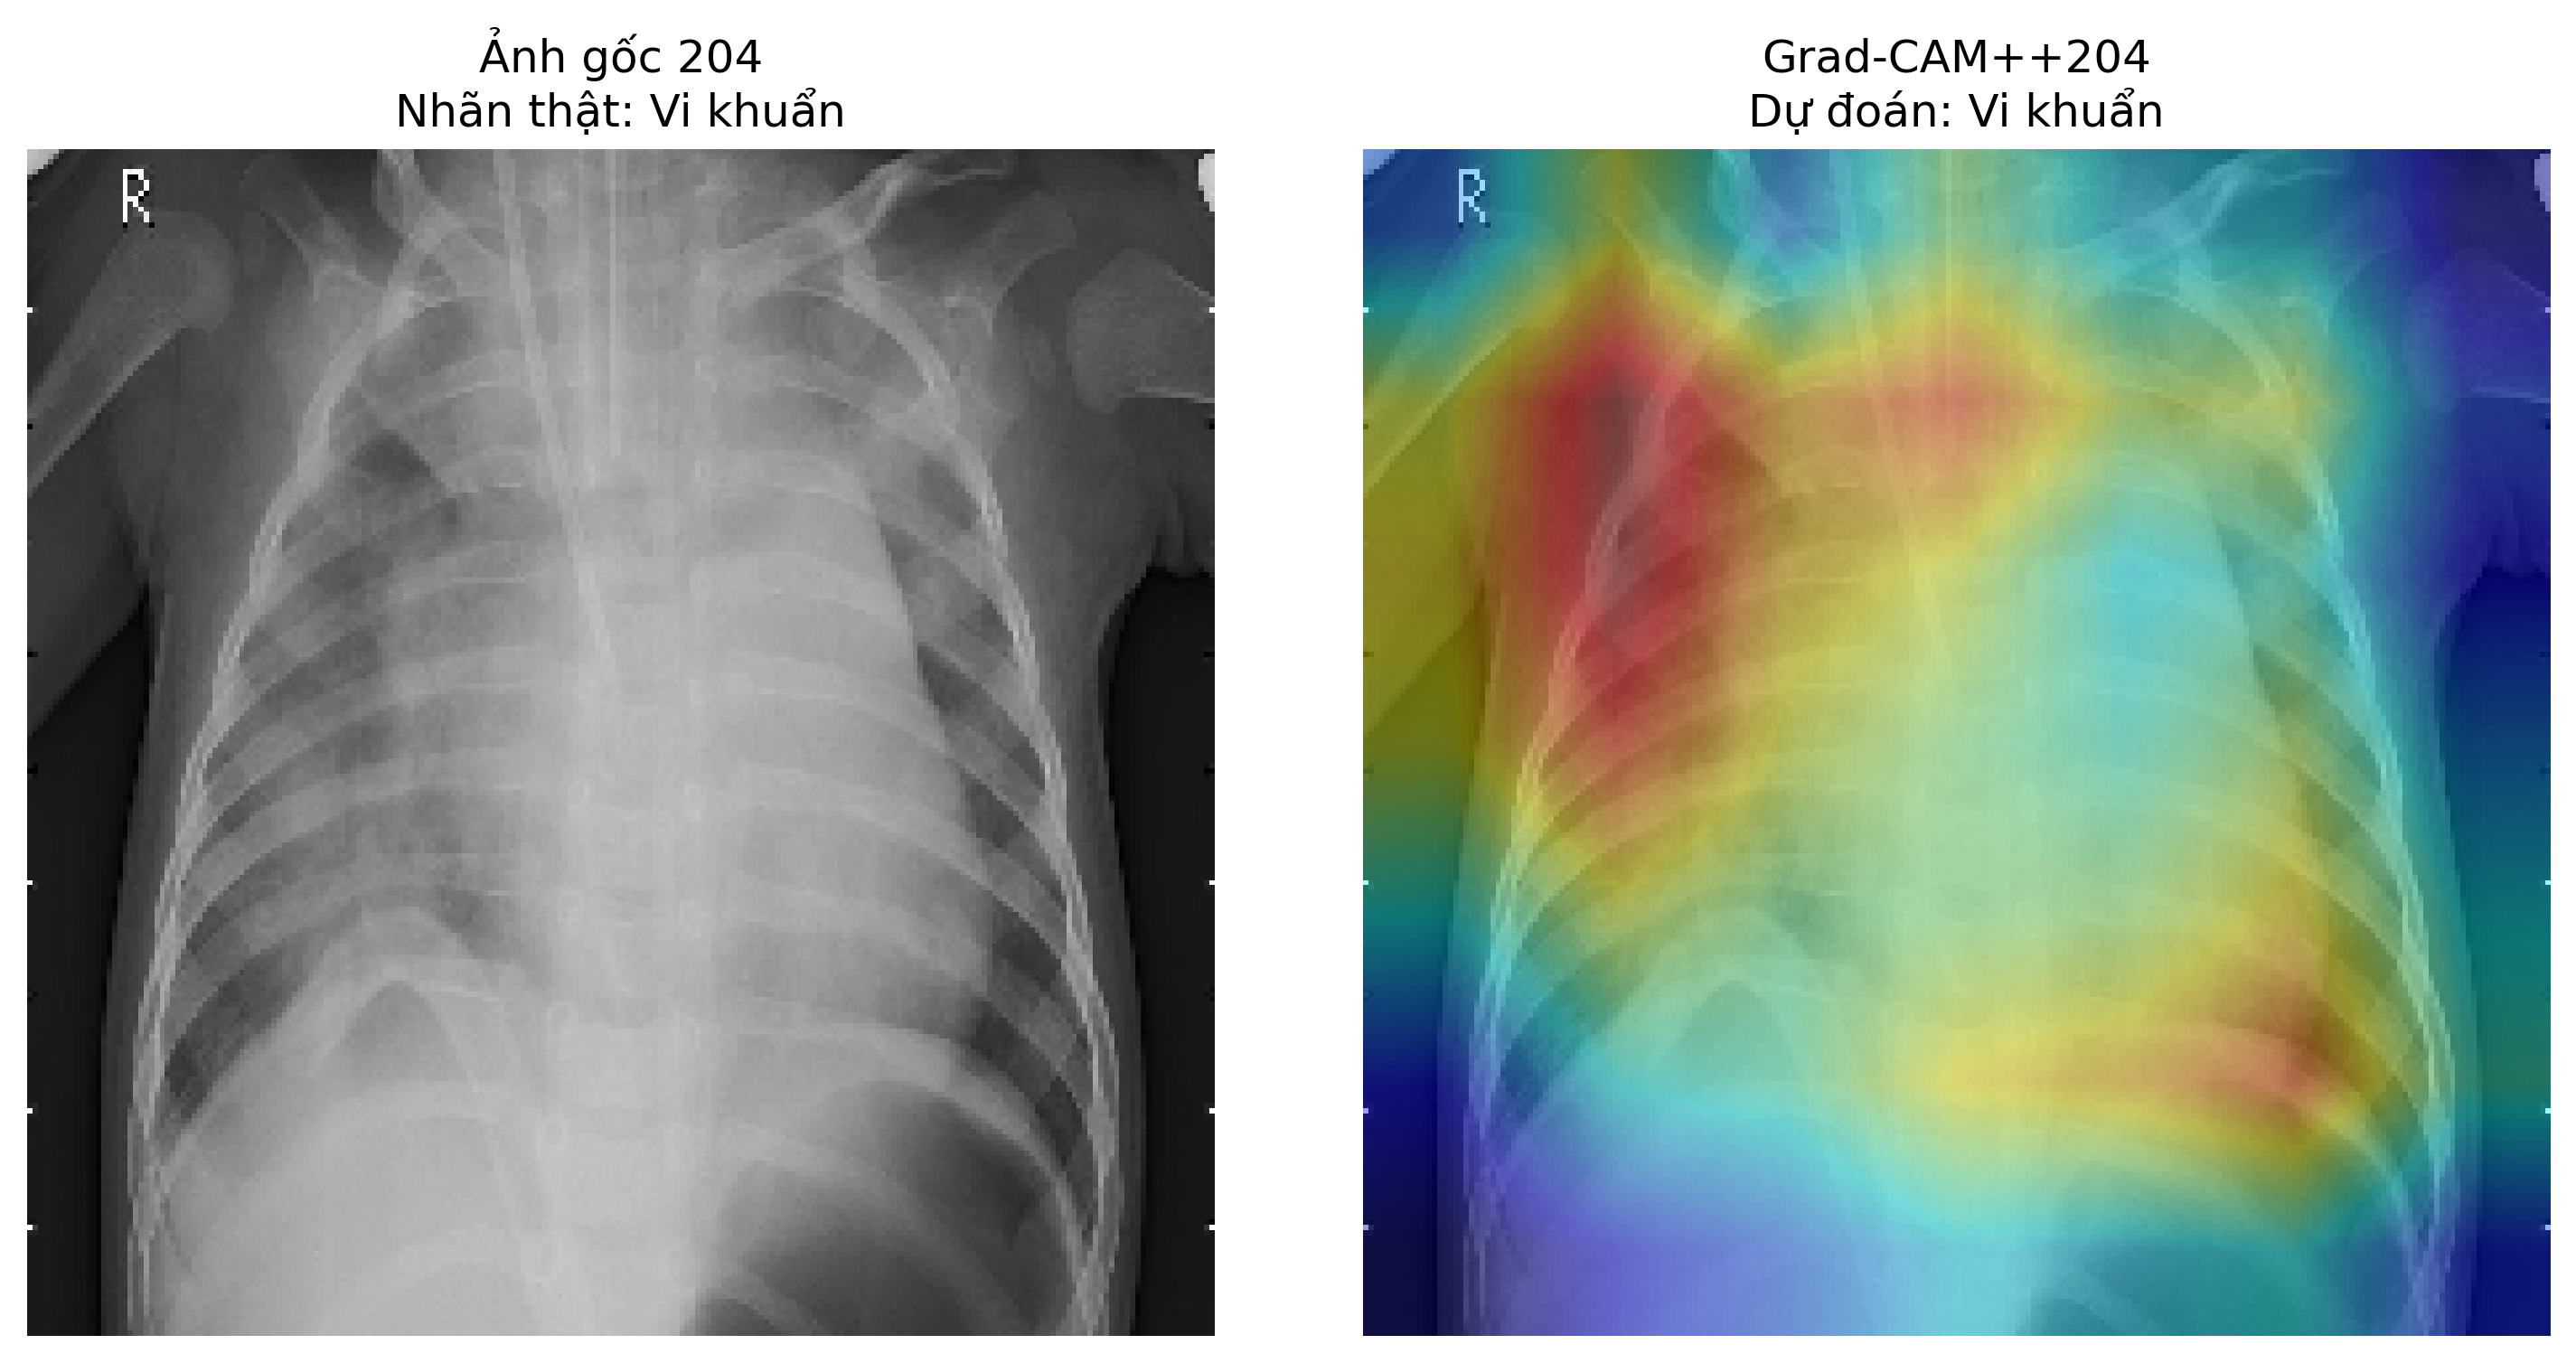 Ảnh gốc 204
Nhãn thật: Vi khuẩn
Grad-CAM++204
Dự đoán: Vi khuẩn
R
R